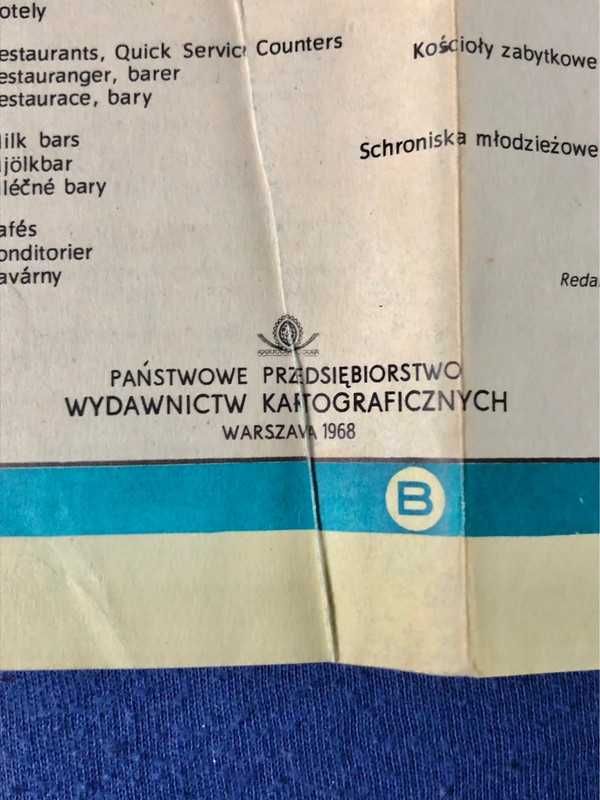 otely
estaurants, Quick Service Counters
estauranger, barer
estaurace, bary
ilk bars
jölkbar
léčné bary
afés
onditorier
avárny
Kościoły zabytkowe
Schroniska młodzieżowe
Reda
PAŃSTWOWE PRZEDSIĘBIORSTWO
WYDAWNICTW KARTOGRAFICZNYCH
WARSZAWA 1968
B